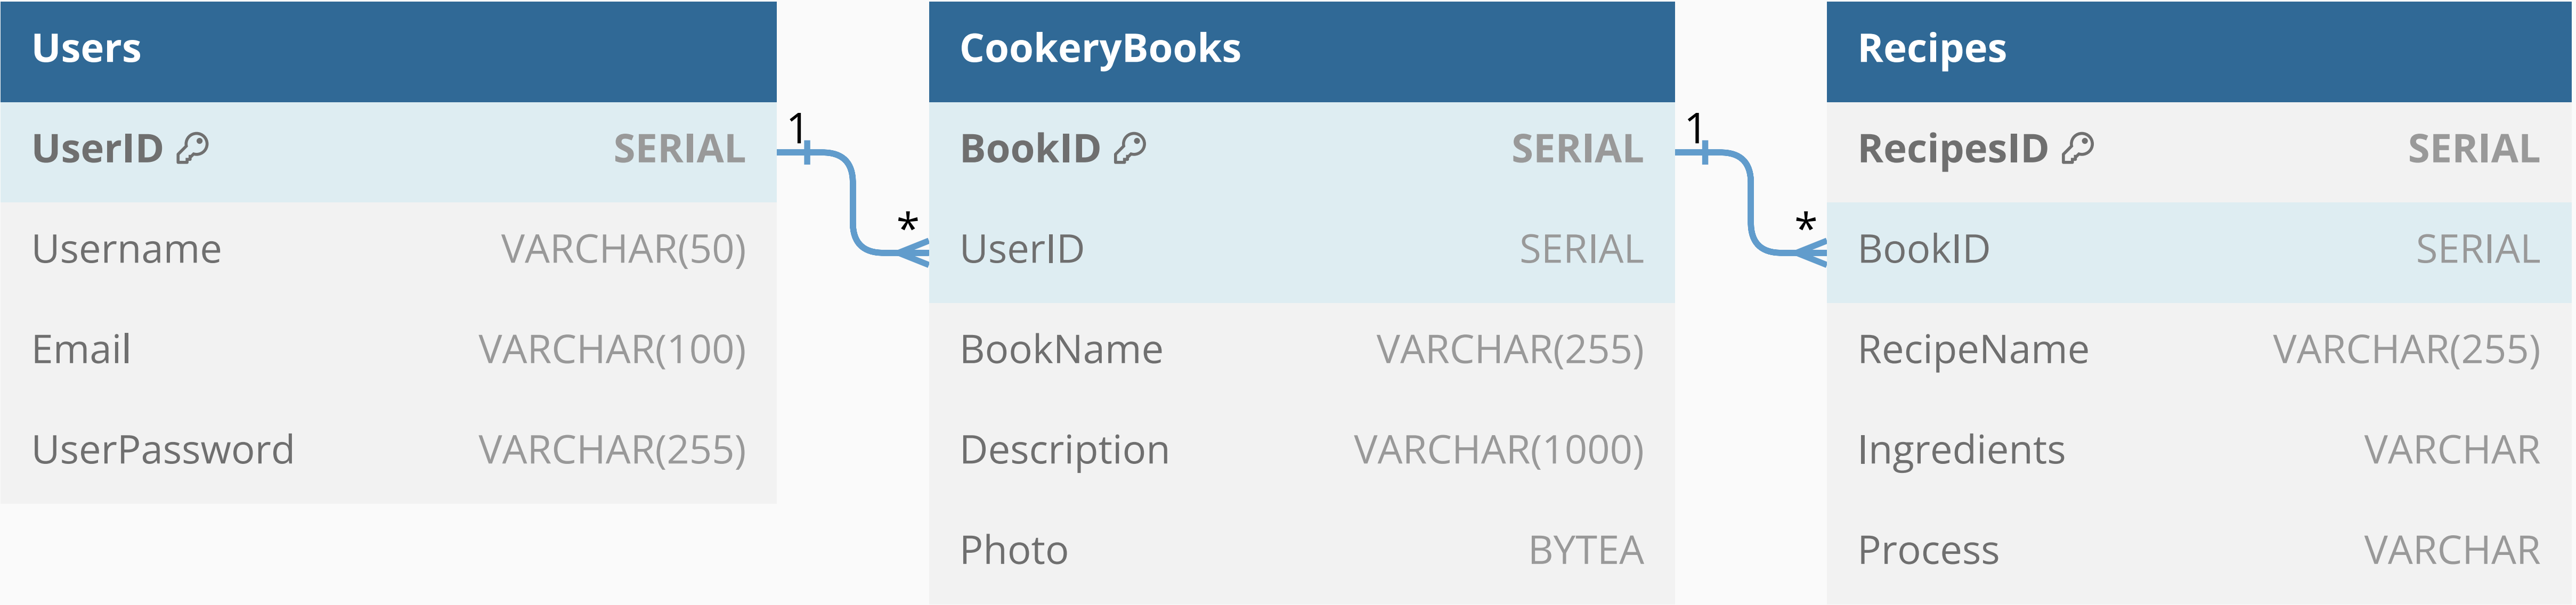 Users
UserID SERIAL
Username VARCHAR(50)
Email VARCHAR(100)
UserPassword VARCHAR(255)
1
*
CookeryBooks
BookID SERIAL
UserID SERIAL
BookName VARCHAR(255)
Description VARCHAR(1000)
Photo BYTEA
1
*
Recipes
RecipesID SERIAL
BookID SERIAL
RecipeName VARCHAR(255)
Ingredients VARCHAR
Process VARCHAR